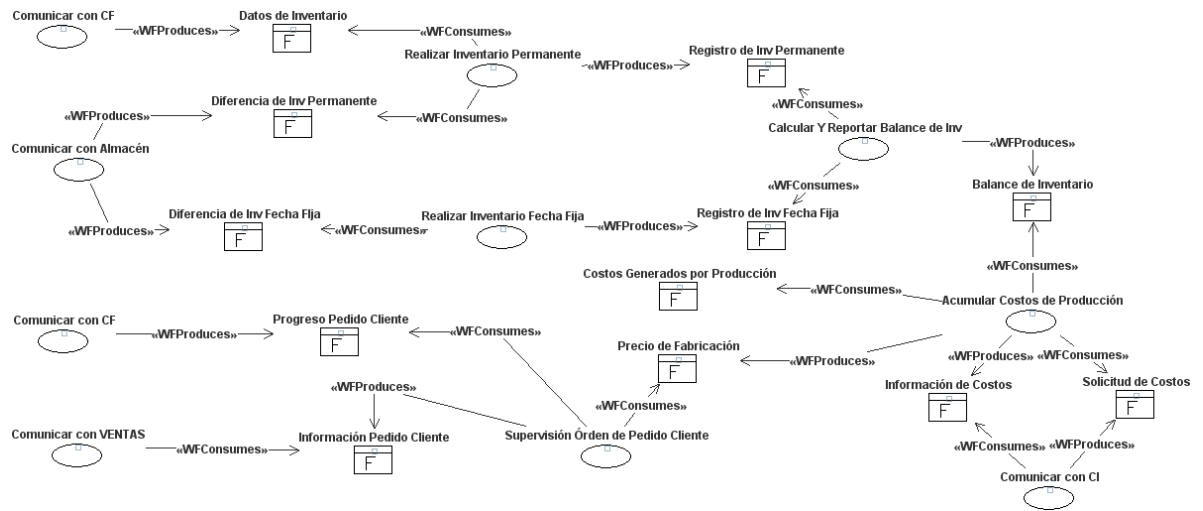 Comunicar con CF
«WFProduces»
Datos de Inventario
F
«WFConsumes»
Realizar Inventario Permanente
«WFProduces»
Registro de Inv Permanente
F
Diferencia de Inv Permanente
F
«WFProduces»
«WFConsumes»
«WFConsumes»
Calcular Y Reportar Balance de Inv
«WFProduces»
Comunicar con Almacén
«WFConsumes»
Balance de Inventario
F
Diferencia de Inv Fecha FIja
F
«WFProduces»
«WFConsumes»
Realizar Inventario Fecha Fija
«WFProduces»
Registro de Inv Fecha Fija
F
«WFConsumes»
Costos Generados por Producción
F
«WFConsumes»
Acumular Costos de Producción
Comunicar con CF
«WFProduces»
Progreso Pedido Cliente
F
«WFConsumes»
Precio de Fabricación
F
«WFProduces»
«WFProduces»
«WFConsumes»
Información de Costos
F
Solicitud de Costos
F
«WFProduces»
«WFConsumes»
Comunicar con VENTAS
«WFConsumes»
Información Pedido Cliente
F
Supervisión Órden de Pedido Cliente
«WFConsumes»
«WFProduces»
Comunicar con CI